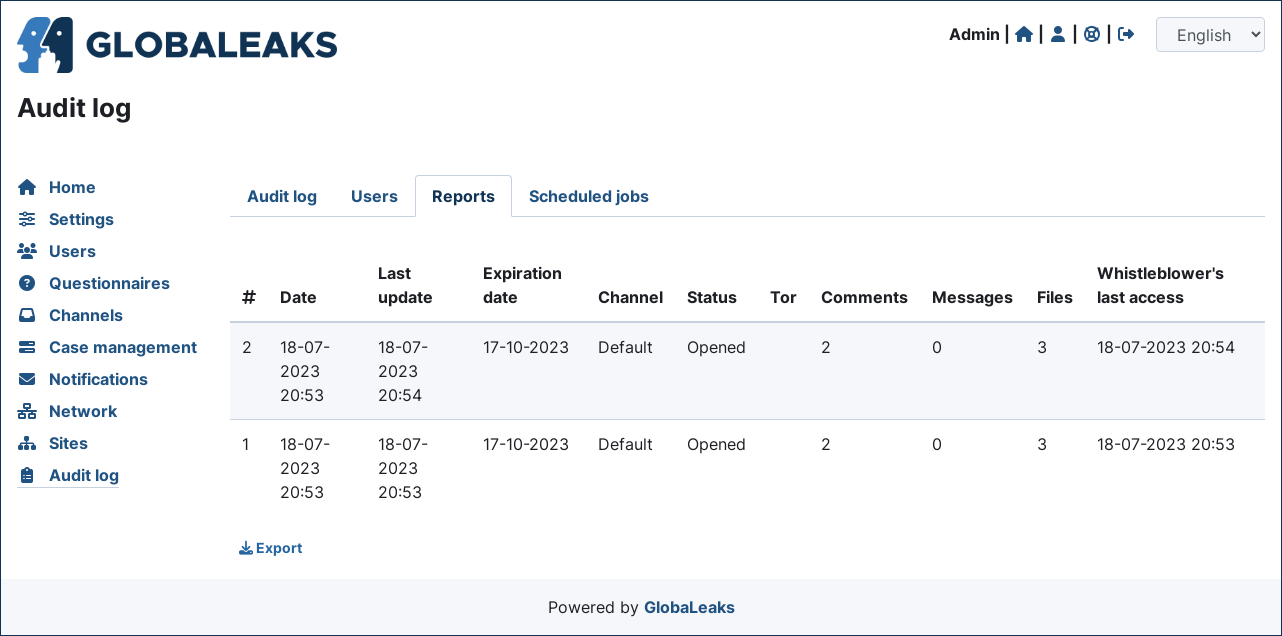 GLOBALEAKS
Admin | | | | English
Audit log
Home
Settings
Users
Questionnaires
Channels
Case management
Notifications
Network
Sites
Audit log
Audit log Users Reports Scheduled jobs
# Date Last update Expiration date Channel Status Tor Comments Messages Files Whistleblower's last access
2 18-07-2023 20:53 18-07-2023 20:54 17-10-2023 Default Opened 2 0 3 18-07-2023 20:54
1 18-07-2023 20:53 18-07-2023 20:53 17-10-2023 Default Opened 2 0 3 18-07-2023 20:53
Export
Powered by GlobaLeaks